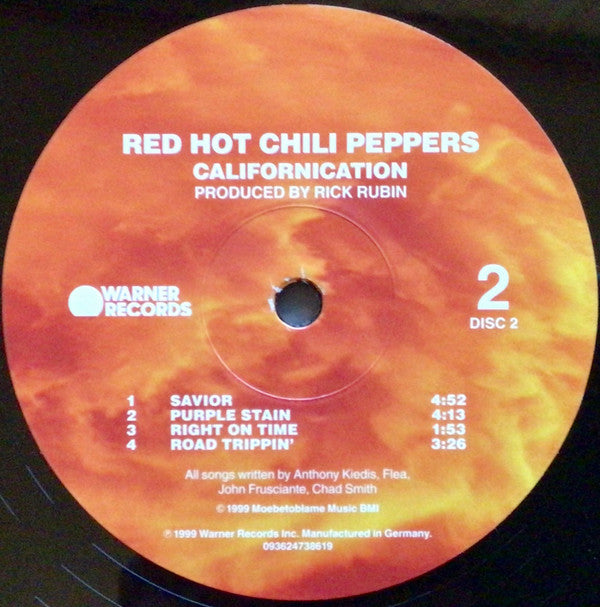 RED HOT CHILI PEPPERS
CALIFORNICATION
PRODUCED BY RICK RUBIN
WARNER
RECORDS
2
DISC 2
1 SAVIOR 4:52
2 PURPLE STAIN 4:13
3 RIGHT ON TIME 1:53
4 ROAD TRIPPIN' 3:26
All songs written by Anthony Kiedis, Flea,
John Frusciante, Chad Smith
© 1999 Moebetoblame Music BMI
℗ 1999 Warner Records Inc. Manufactured in Germany.
093624738619